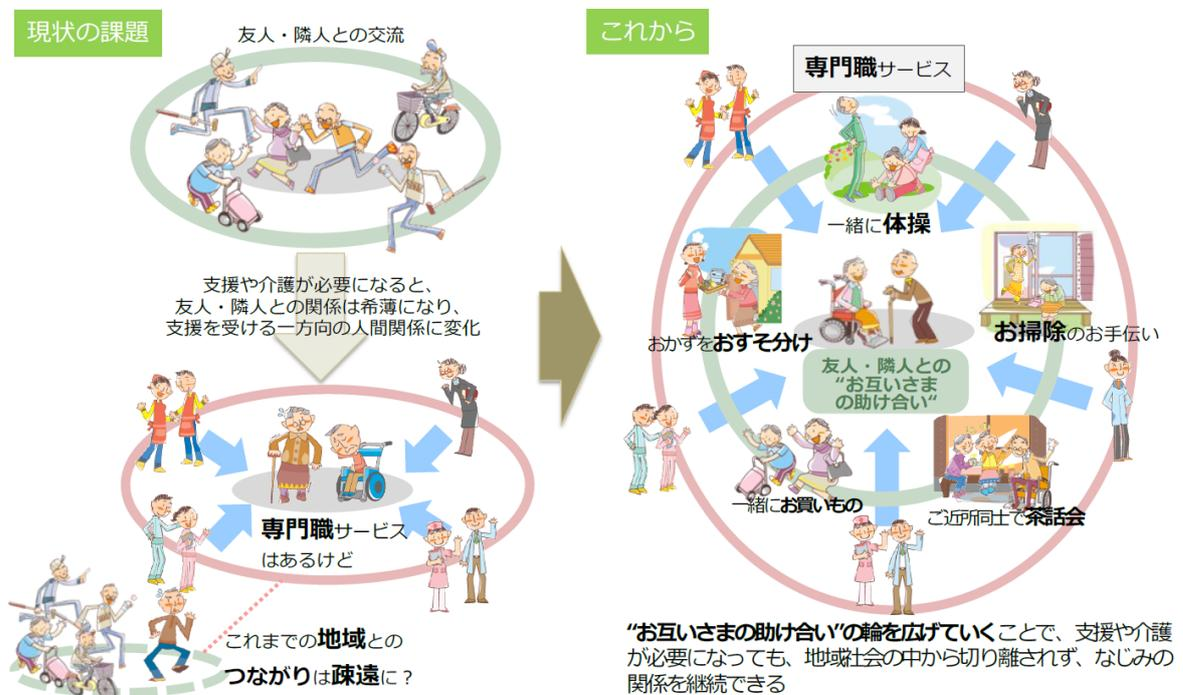 現状の課題
友人・隣人との交流
支援や介護が必要になると、
友人・隣人との関係は希薄になり、
支援を受ける一方向の人間関係に変化
専門職サービス
はあるけど
これまでの地域との
つながりは疎遠に？
これから
専門職サービス
一緒に体操
おかずをおすそ分け
お掃除のお手伝い
友人・隣人との
“お互いさま
の助け合い“
一緒にお買いもの
ご近所同士で茶話会
“お互いさまの助け合い”の輪を広げていくことで、支援や介護
が必要になっても、地域社会の中から切り離されず、なじみの
関係を継続できる